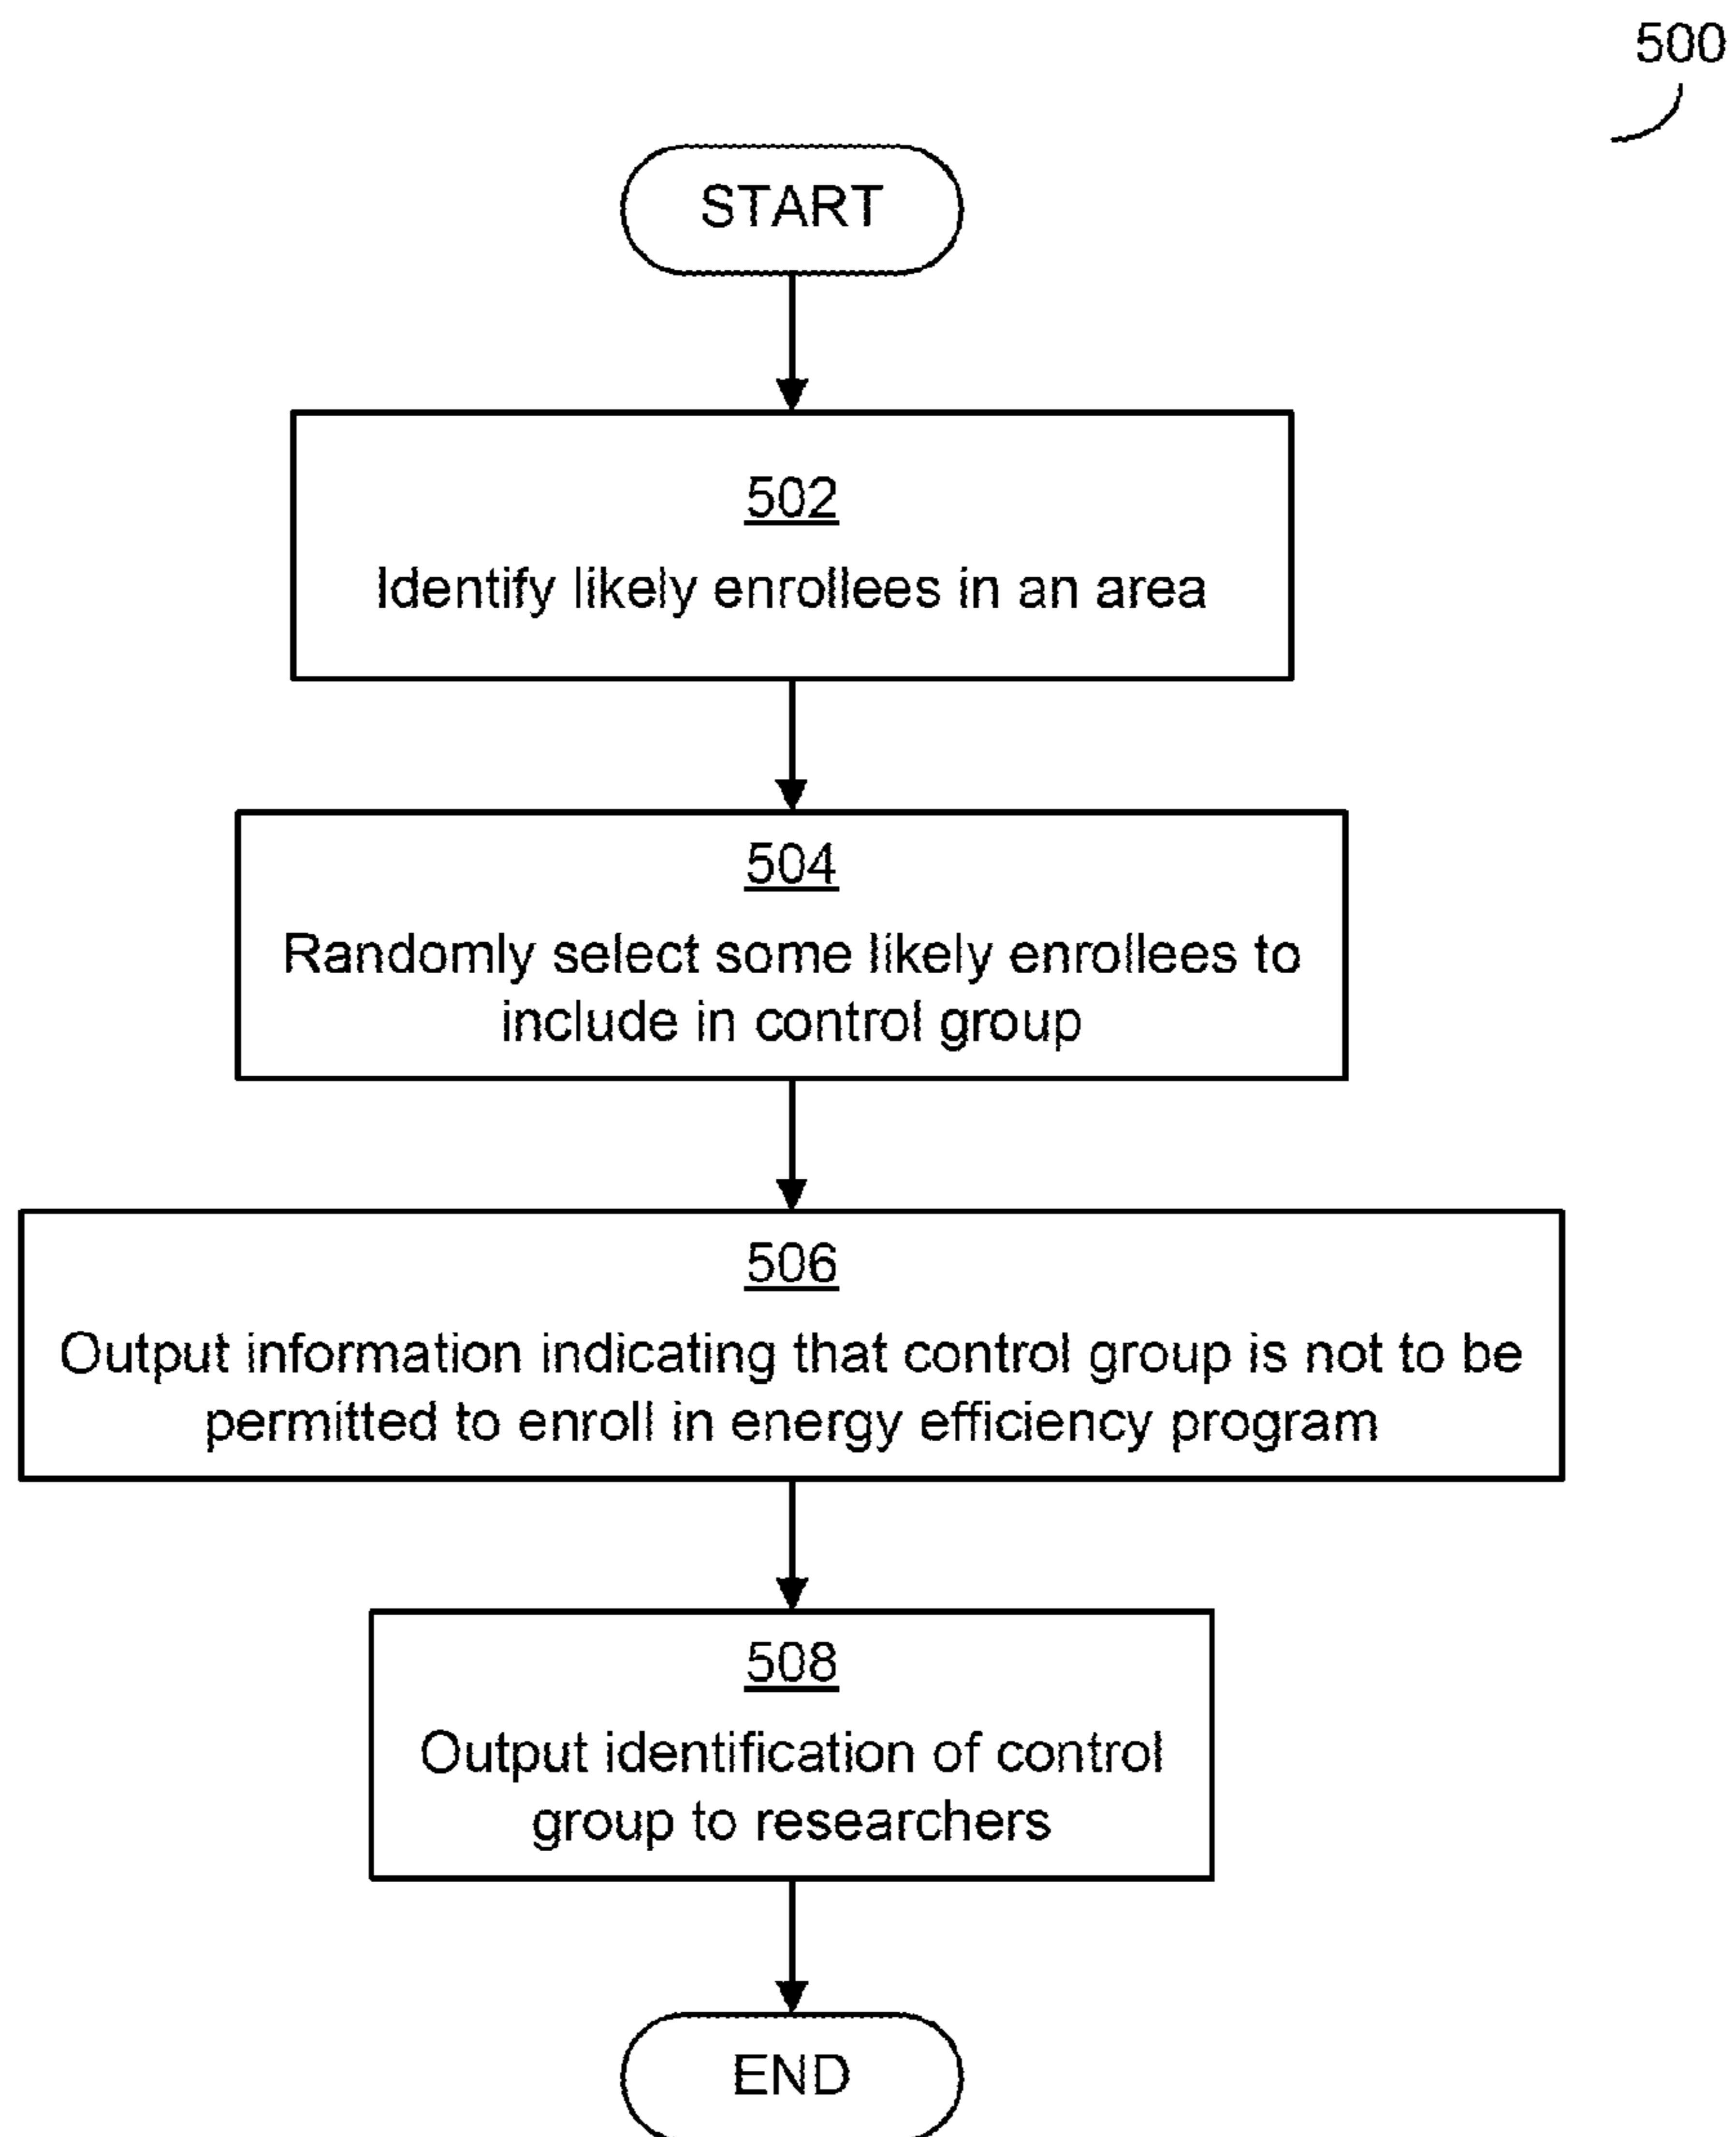 500
START
502
Identify likely enrollees in an area
504
Randomly select some likely enrollees to
include in control group
506
Output information indicating that control group is not to be
permitted to enroll in energy efficiency program
508
Output identification of control
group to researchers
END